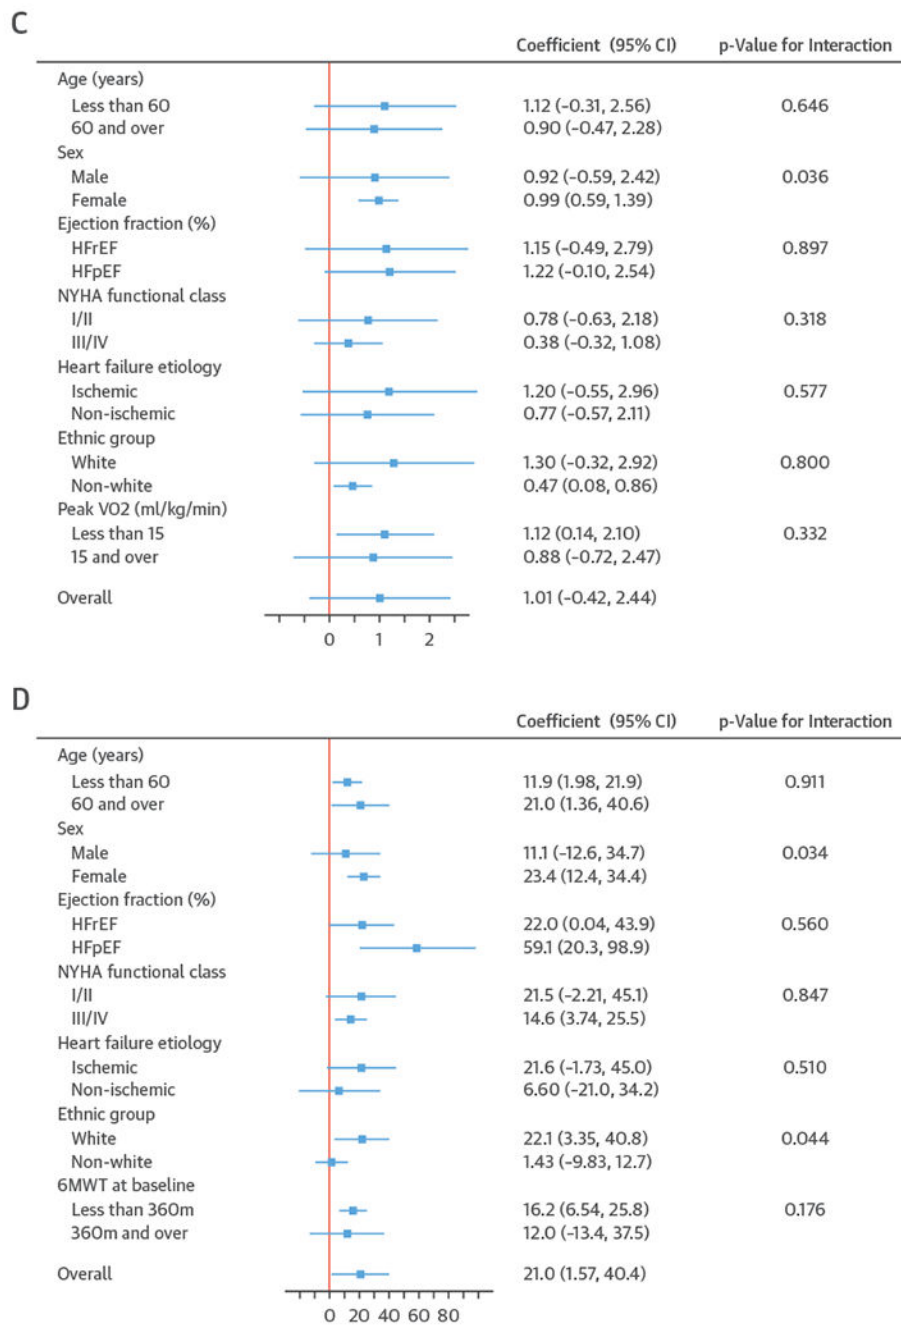 C
Coefficient (95% CI) p-Value for Interaction
Age (years)
Less than 60 1.12 (-0.31, 2.56) 0.646
60 and over 0.90 (-0.47, 2.28)
Sex
Male 0.92 (-0.59, 2.42) 0.036
Female 0.99 (0.59, 1.39)
Ejection fraction (%)
HFrEF 1.15 (-0.49, 2.79) 0.897
HFpEF 1.22 (-0.10, 2.54)
NYHA functional class
I/II 0.78 (-0.63, 2.18) 0.318
III/IV 0.38 (-0.32, 1.08)
Heart failure etiology
Ischemic 1.20 (-0.55, 2.96) 0.577
Non-ischemic 0.77 (-0.57, 2.11)
Ethnic group
White 1.30 (-0.32, 2.92) 0.800
Non-white 0.47 (0.08, 0.86)
Peak VO2 (ml/kg/min)
Less than 15 1.12 (0.14, 2.10) 0.332
15 and over 0.88 (-0.72, 2.47)
Overall 1.01 (-0.42, 2.44)
0 1 2
D
Coefficient (95% CI) p-Value for Interaction
Age (years)
Less than 60 11.9 (1.98, 21.9) 0.911
60 and over 21.0 (1.36, 40.6)
Sex
Male 11.1 (-12.6, 34.7) 0.034
Female 23.4 (12.4, 34.4)
Ejection fraction (%)
HFrEF 22.0 (0.04, 43.9) 0.560
HFpEF 59.1 (20.3, 98.9)
NYHA functional class
I/II 21.5 (-2.21, 45.1) 0.847
III/IV 14.6 (3.74, 25.5)
Heart failure etiology
Ischemic 21.6 (-1.73, 45.0) 0.510
Non-ischemic 6.60 (-21.0, 34.2)
Ethnic group
White 22.1 (3.35, 40.8) 0.044
Non-white 1.43 (-9.83, 12.7)
6MWT at baseline
Less than 360m 16.2 (6.54, 25.8) 0.176
360m and over 12.0 (-13.4, 37.5)
Overall 21.0 (1.57, 40.4)
0 20 40 60 80